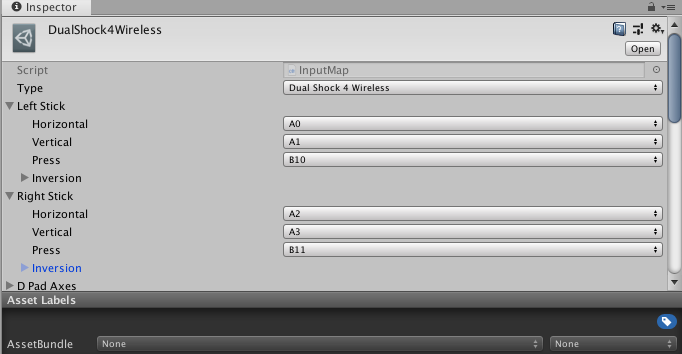 Inspector
DualShock4Wireless
Open
Script InputMap
Type Dual Shock 4 Wireless
Left Stick
Horizontal A0
Vertical A1
Press B10
Inversion
Right Stick
Horizontal A2
Vertical A3
Press B11
Inversion
D Pad Axes
Asset Labels
AssetBundle None None